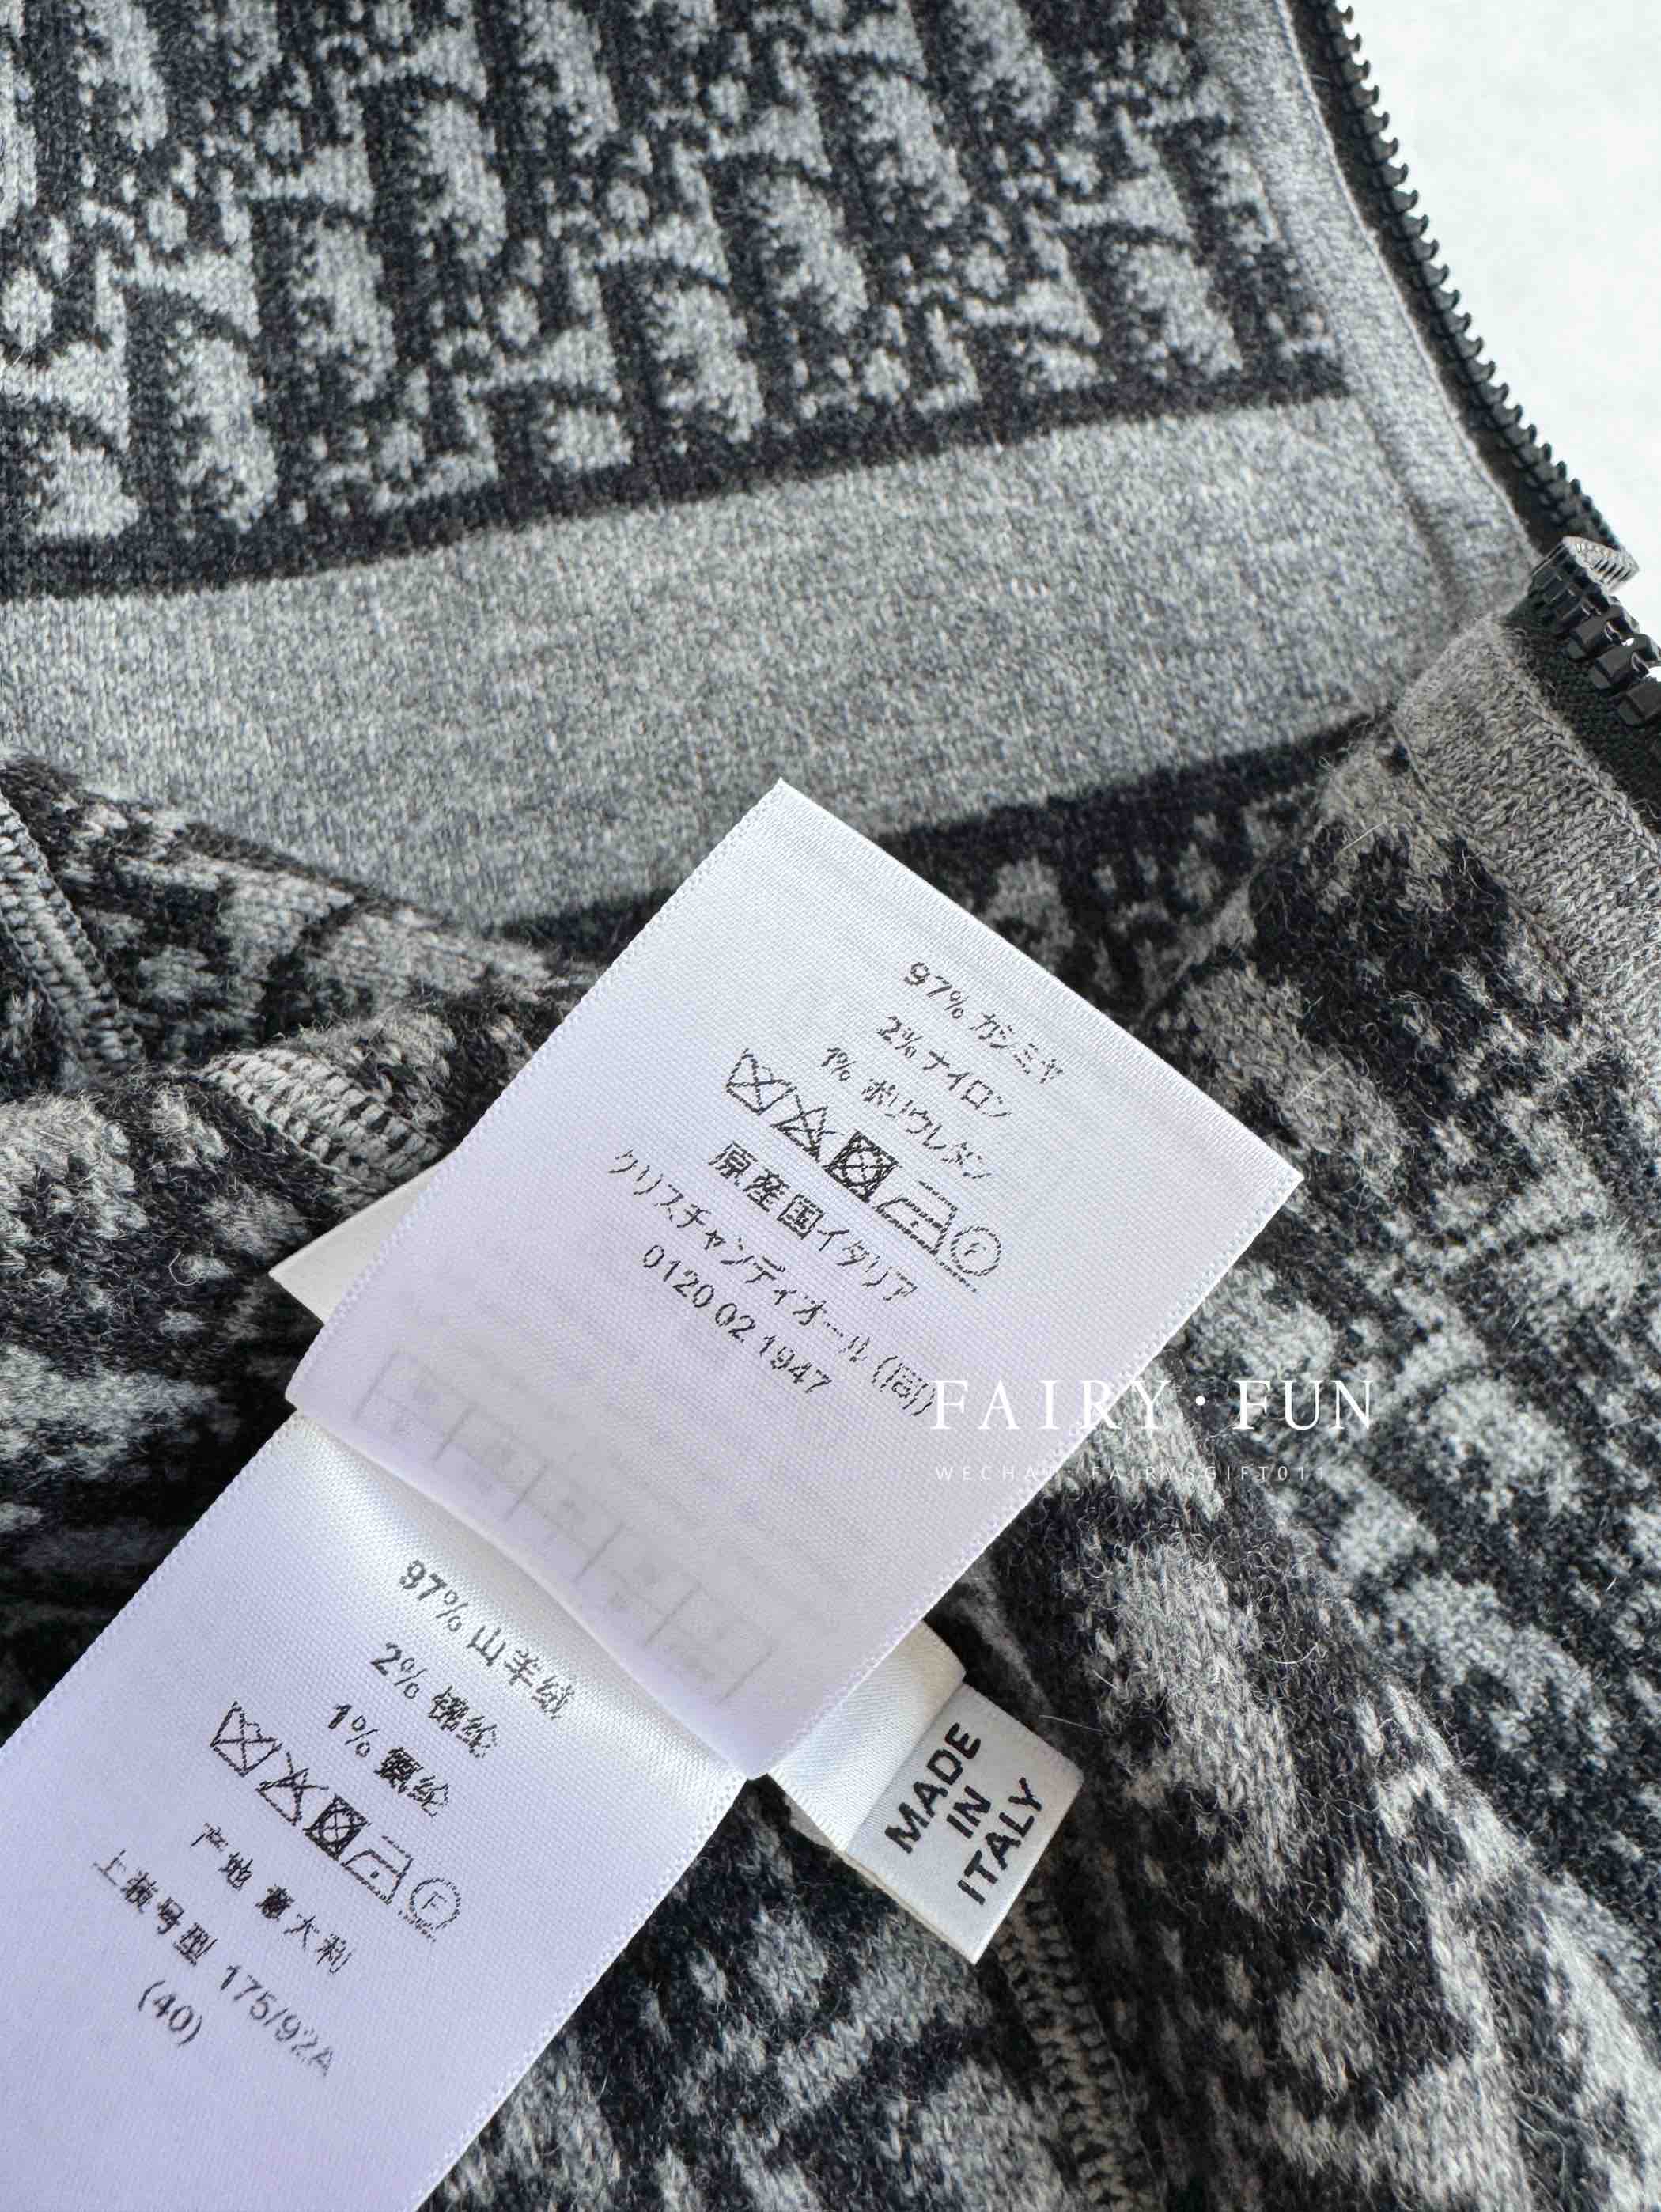 97% カシミヤ
2% ナイロン
1% ポリウレタン
F
原産国イタリア
クリスチャンディオール(同)
0120 02 1947
FAIRY·FUN
WECHAT: FAIRYSGIFT011
97% 山羊绒
2% 锦纶
1% 氨纶
F
产地 意大利
上装号型 175/92A
(40)
MADE
IN
ITALY